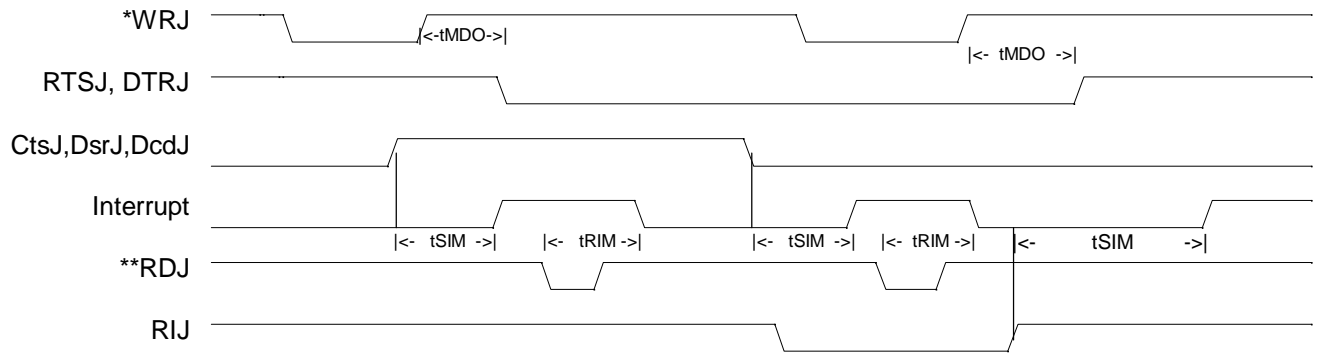 *WRJ
|<-tMDO->|
|<- tMDO ->|
RTSJ, DTRJ
CtsJ,DsrJ,DcdJ
Interrupt
|<- tSIM ->| |<- tRIM ->| |<- tSIM ->| |<- tRIM ->| |<- tSIM ->|
**RDJ
RIJ